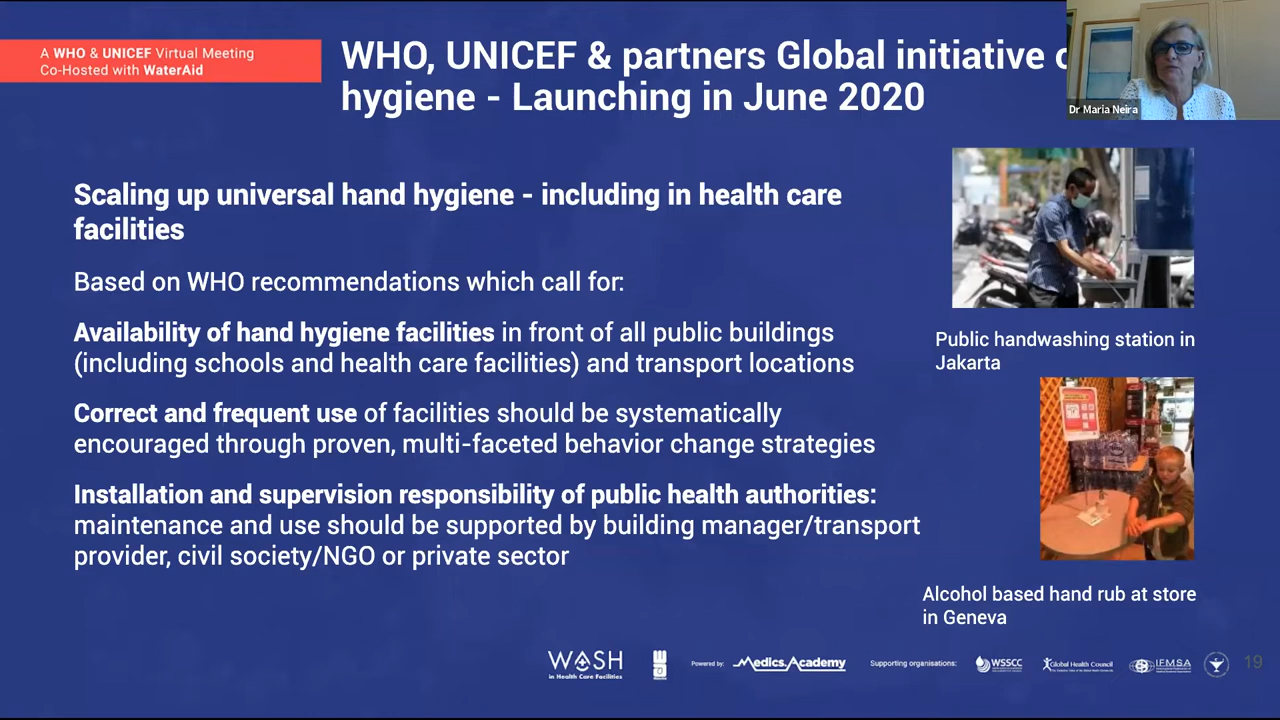 A WHO & UNICEF Virtual Meeting
Co-Hosted with WaterAid
WHO, UNICEF & partners Global initiative
hygiene - Launching in June 2020
Dr Maria Neira
Scaling up universal hand hygiene - including in health care
facilities
Based on WHO recommendations which call for:
Availability of hand hygiene facilities in front of all public buildings
(including schools and health care facilities) and transport locations
Correct and frequent use of facilities should be systematically
encouraged through proven, multi-faceted behavior change strategies
Installation and supervision responsibility of public health authorities:
maintenance and use should be supported by building manager/transport
provider, civil society/NGO or private sector
Public handwashing station in
Jakarta
Alcohol based hand rub at store
in Geneva
WASH
in Health Care Facilities
Powered by:
Medics.Academy
Supporting organisations:
WSSCC
Global Health Council
IFMSA
19